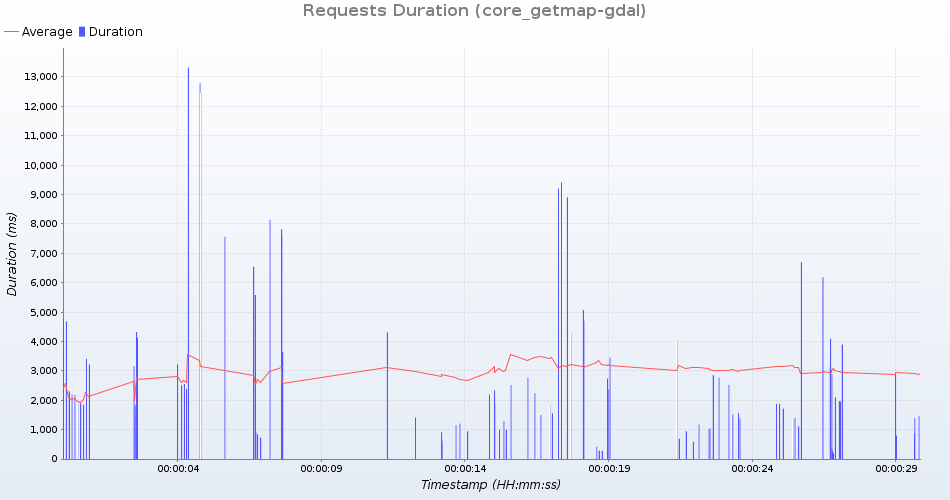 Requests Duration (core_getmap-gdal)
Average Duration
13,000
12,000
11,000
10,000
9,000
8,000
7,000
6,000
5,000
4,000
3,000
2,000
1,000
0
Duration (ms)
00:00:04 00:00:09 00:00:14 00:00:19 00:00:24 00:00:29
Timestamp (HH:mm:ss)